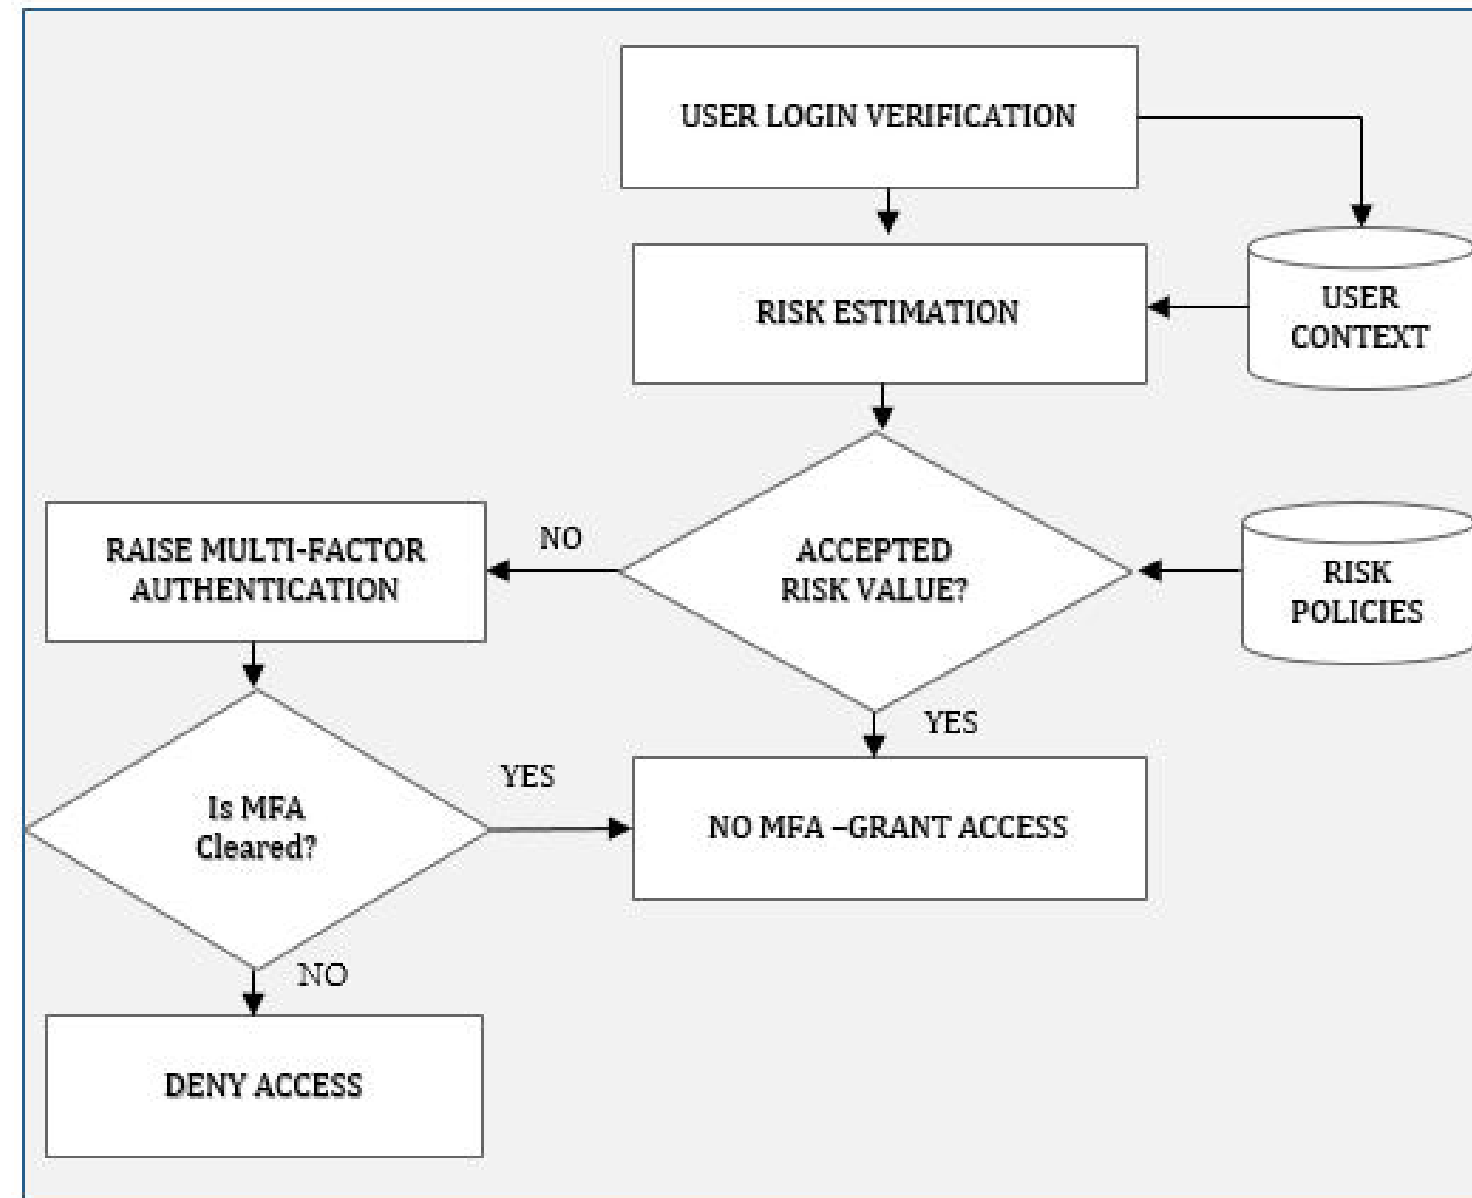 USER LOGIN VERIFICATION
RISK ESTIMATION
USER
CONTEXT
RAISE MULTI-FACTOR
AUTHENTICATION
NO
ACCEPTED
RISK VALUE?
RISK
POLICIES
YES
Is MFA
Cleared?
YES
NO MFA –GRANT ACCESS
NO
DENY ACCESS